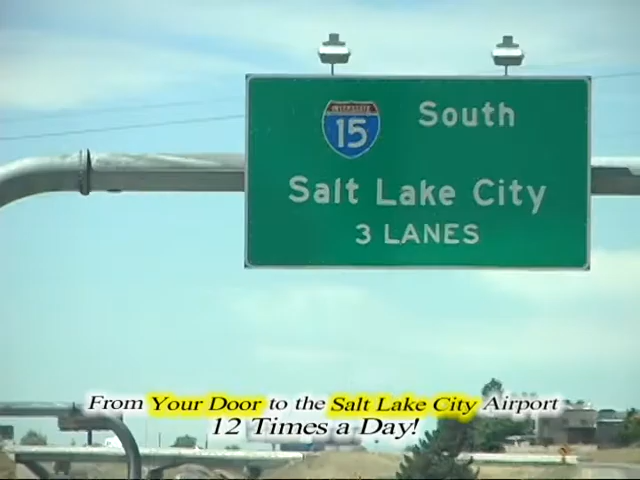 INTERSTATE
15
South
Salt Lake City
3 LANES
From Your Door to the Salt Lake City Airport
12 Times a Day!